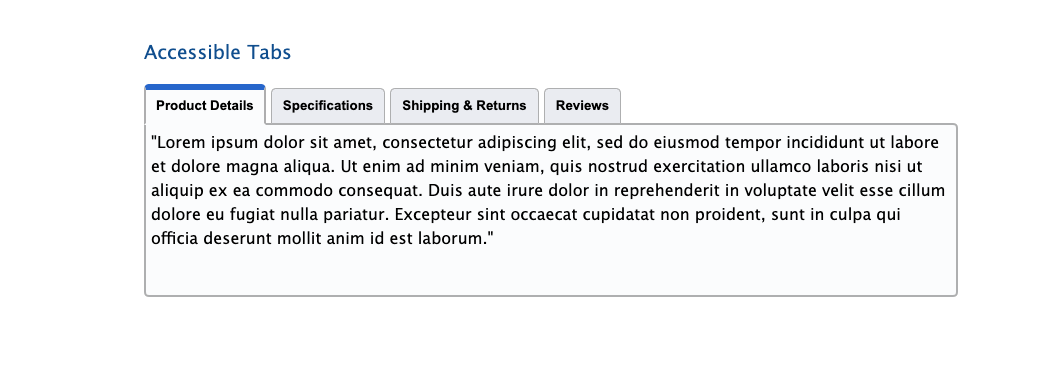 Accessible Tabs
Product Details Specifications Shipping & Returns Reviews
"Lorem ipsum dolor sit amet, consectetur adipiscing elit, sed do eiusmod tempor incididunt ut labore
et dolore magna aliqua. Ut enim ad minim veniam, quis nostrud exercitation ullamco laboris nisi ut
aliquip ex ea commodo consequat. Duis aute irure dolor in reprehenderit in voluptate velit esse cillum
dolore eu fugiat nulla pariatur. Excepteur sint occaecat cupidatat non proident, sunt in culpa qui
officia deserunt mollit anim id est laborum."